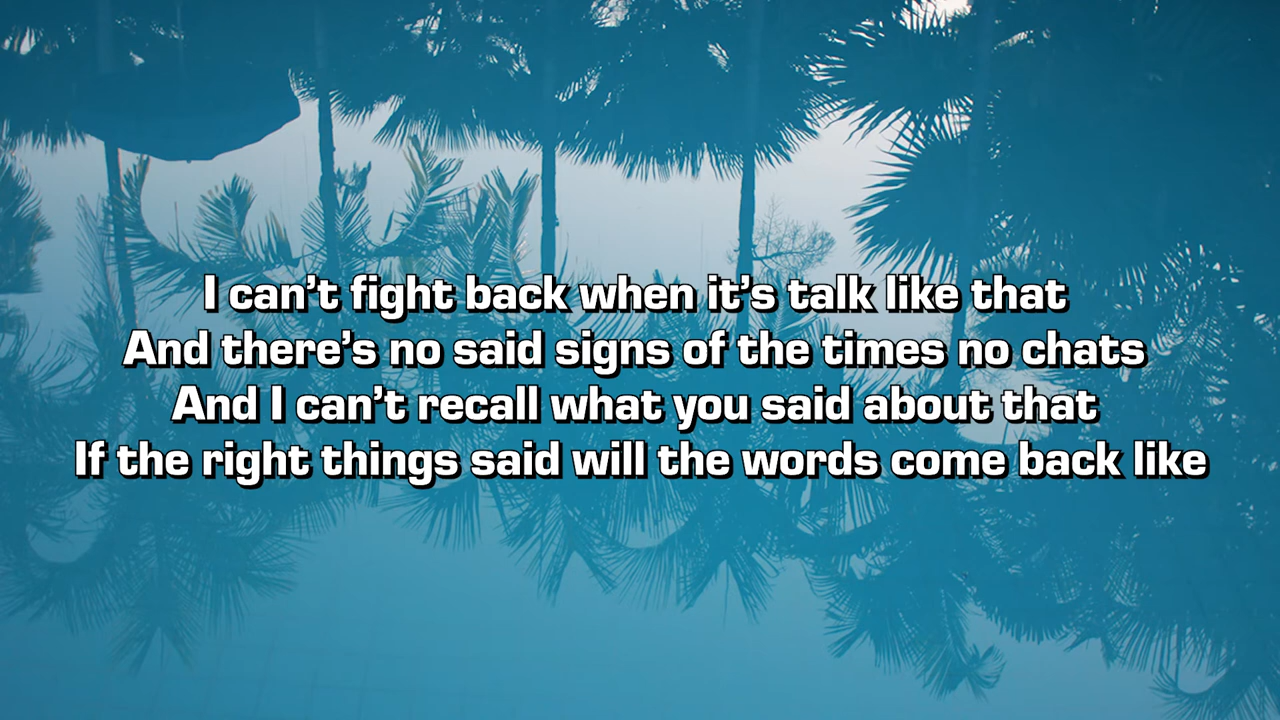 I can’t fight back when it’s talk like that
And there’s no said signs of the times no chats
And I can’t recall what you said about that
If the right things said will the words come back like